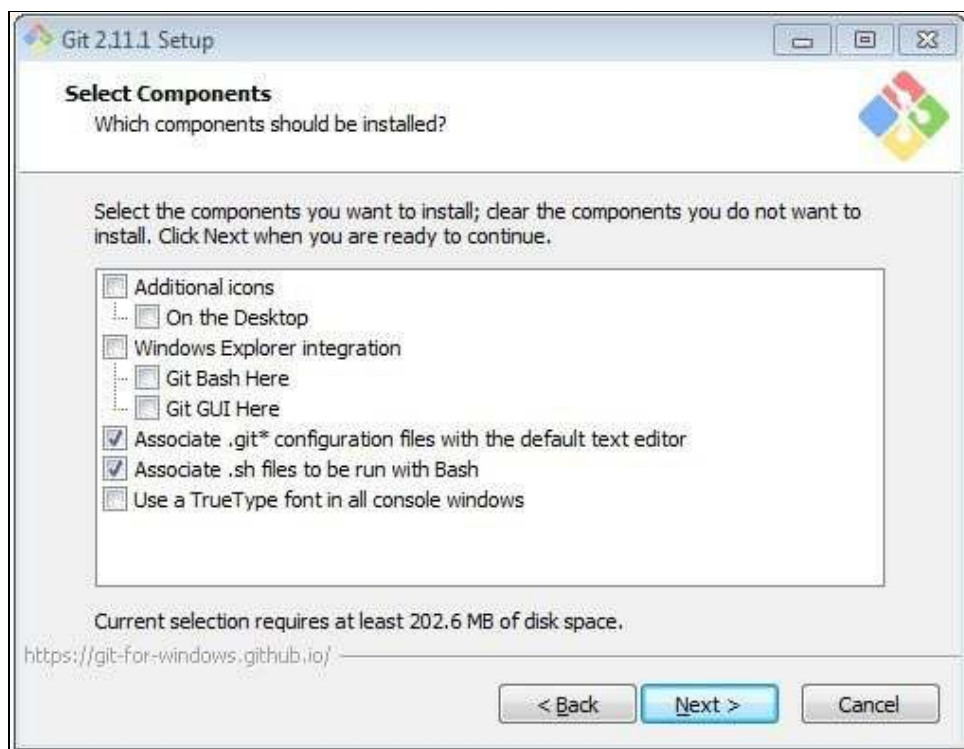 Git 2.11.1 Setup
Select Components
Which components should be installed?
Select the components you want to install; clear the components you do not want to
install. Click Next when you are ready to continue.
Additional icons
On the Desktop
Windows Explorer integration
Git Bash Here
Git GUI Here
Associate .git* configuration files with the default text editor
Associate .sh files to be run with Bash
Use a TrueType font in all console windows
Current selection requires at least 202.6 MB of disk space.
https://git-for-windows.github.io/
< Back Next > Cancel